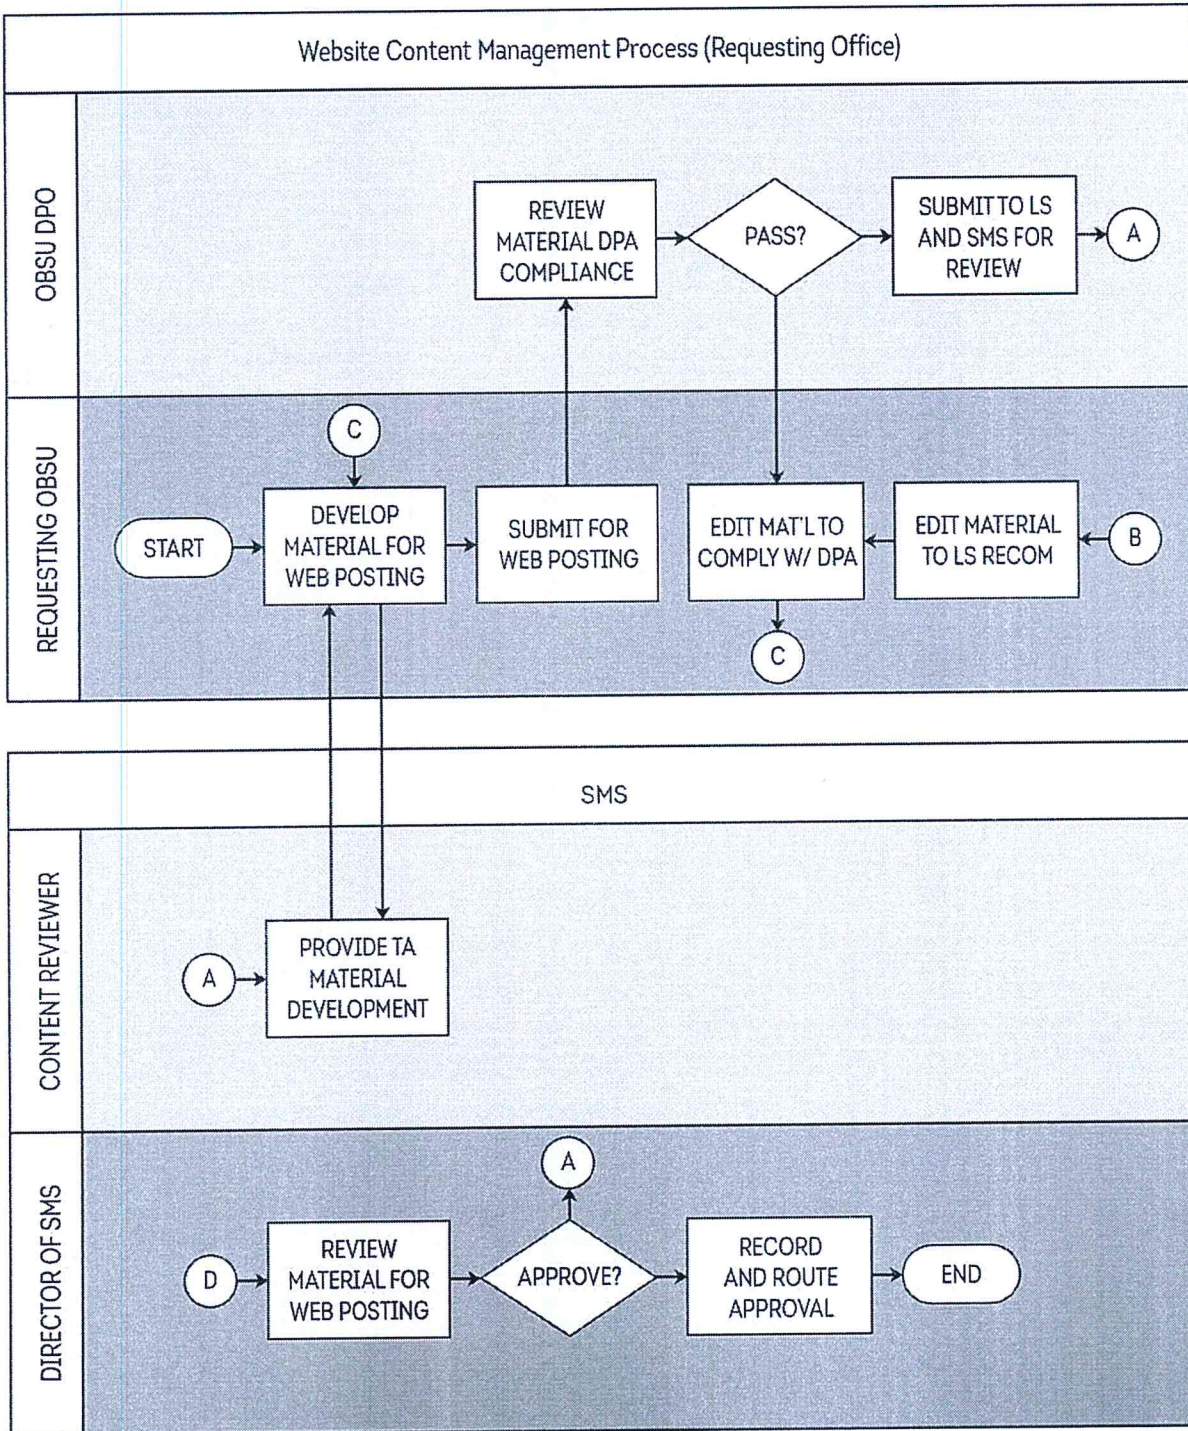 Website Content Management Process (Requesting Office)
OBSU DPO
REVIEW
MATERIAL DPA
COMPLIANCE
PASS?
SUBMIT TO LS
AND SMS FOR
REVIEW
A
REQUESTING OBSU
C
START
DEVELOP
MATERIAL FOR
WEB POSTING
SUBMIT FOR
WEB POSTING
EDIT MAT'L TO
COMPLY W/ DPA
EDIT MATERIAL
TO LS RECOM
B
C
SMS
CONTENT REVIEWER
A
PROVIDE TA
MATERIAL
DEVELOPMENT
DIRECTOR OF SMS
A
D
REVIEW
MATERIAL FOR
WEB POSTING
APPROVE?
RECORD
AND ROUTE
APPROVAL
END